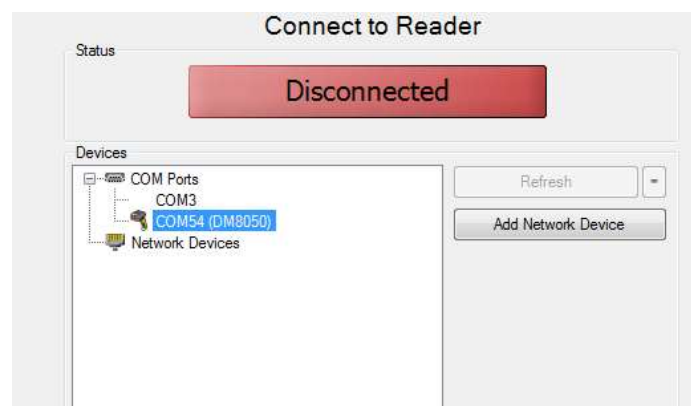 Connect to Reader
Status
Disconnected
Devices
COM Ports
Refresh
COM3
COM54 (DM8050)
Add Network Device
Network Devices